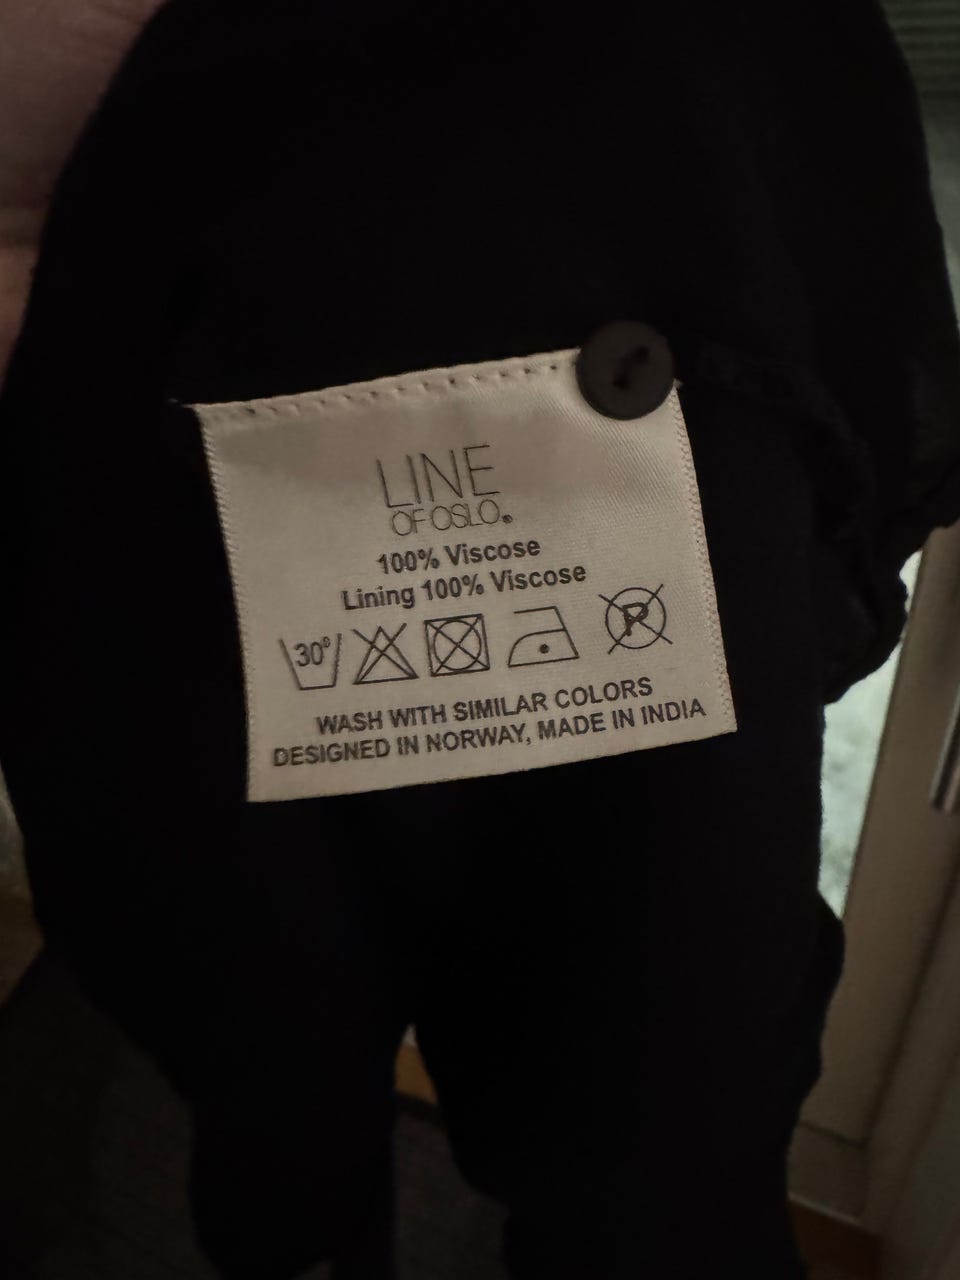 LINE
OF OSLO®
100% Viscose
Lining 100% Viscose
30° P
WASH WITH SIMILAR COLORS
DESIGNED IN NORWAY, MADE IN INDIA